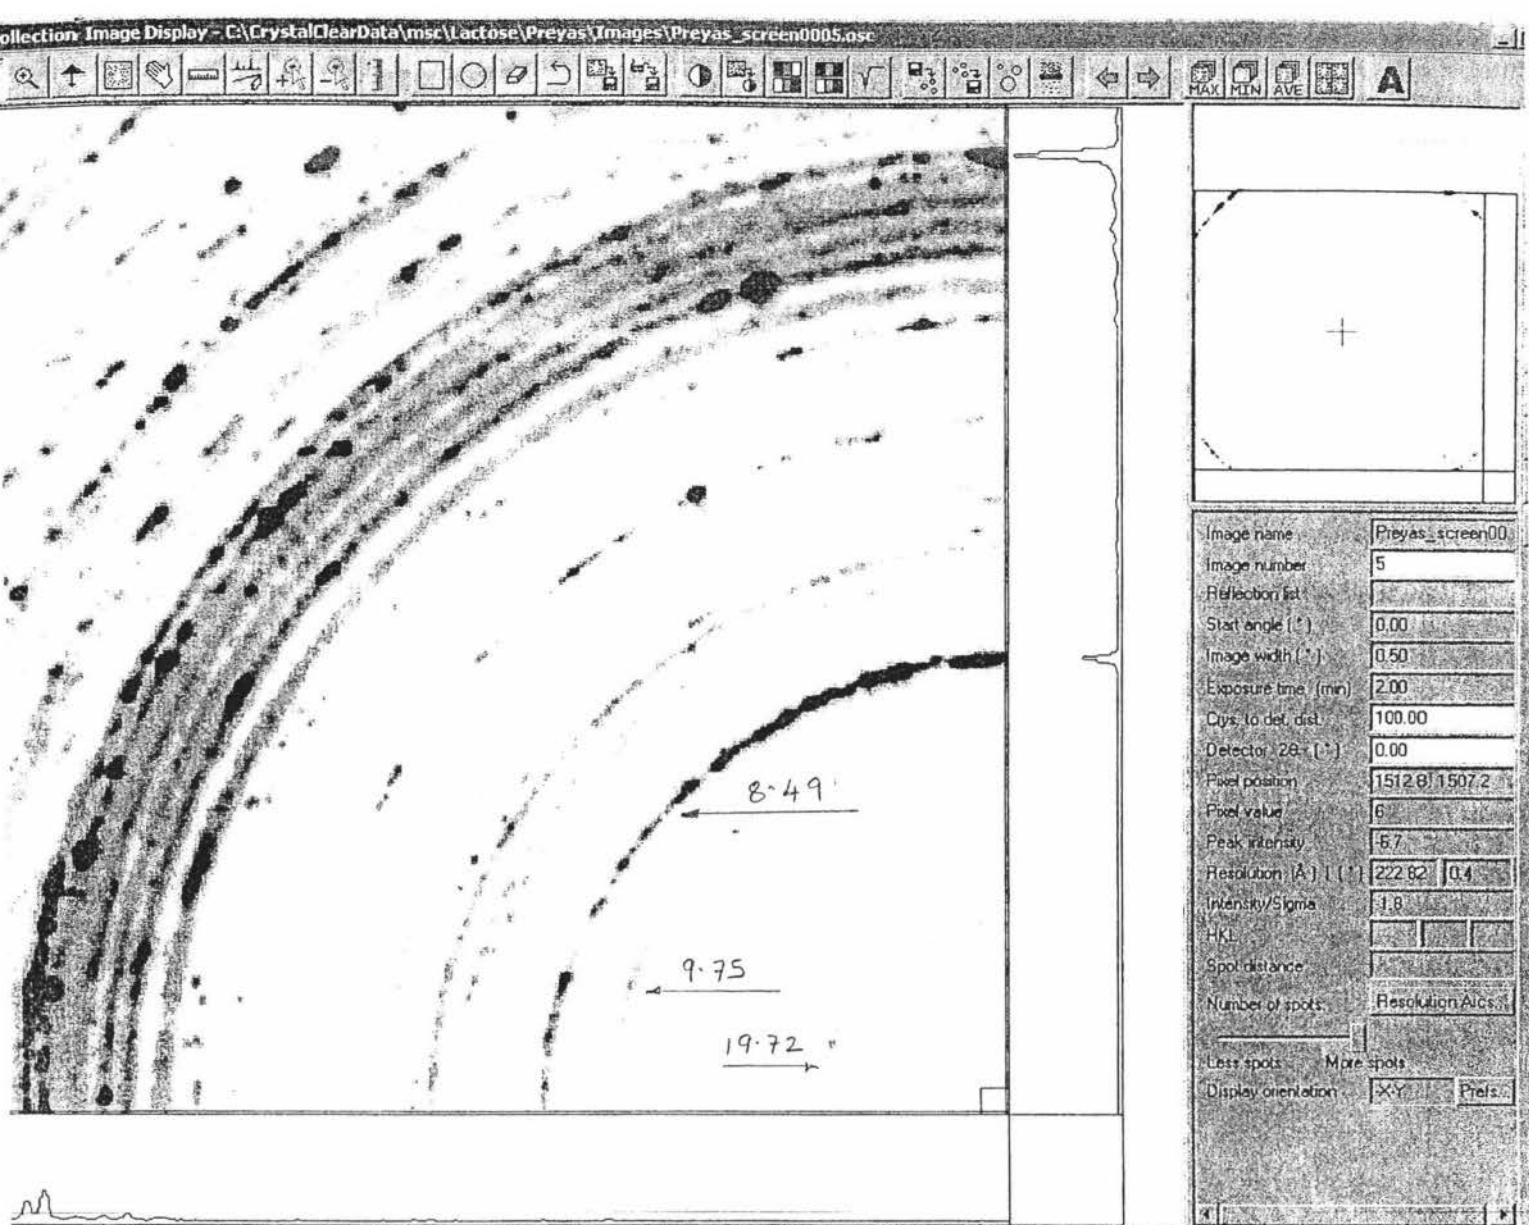 ollection Image Display - C:\CrystalClearData\msc\Lactose\Preyas\Images\Preyas_screen0005.osc
MAX MIN AVE A
8.49
9.75
19.72
Image name Preyas_screen00
Image number 5
Reflection list
Start angle (°) 0.00
Image width (°) 0.50
Exposure time (min) 2.00
Crys. to det. dist. 100.00
Detector 2θ (°) 0.00
Pixel position 1512.8, 1507.2
Pixel value 6
Peak intensity -6.7
Resolution (Å) | (°) 222.82 0.4
Intensity/Sigma -1.8
HKL
Spot distance
Number of spots Resolution Arcs...
Less spots More spots
Display orientation -X-Y Prefs...